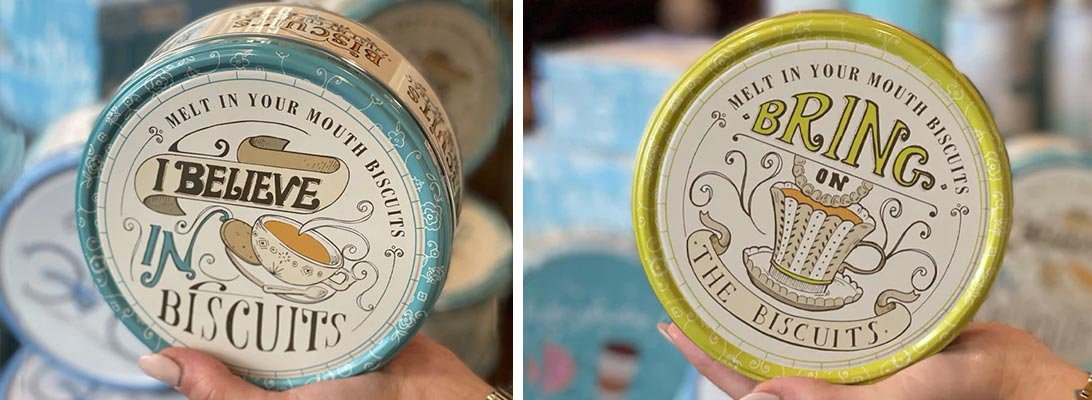 MELT IN YOUR MOUTH BISCUITS
I BELIEVE
IN
BISCUITS
MELT IN YOUR MOUTH BISCUITS
BRING
ON
THE BISCUITS.